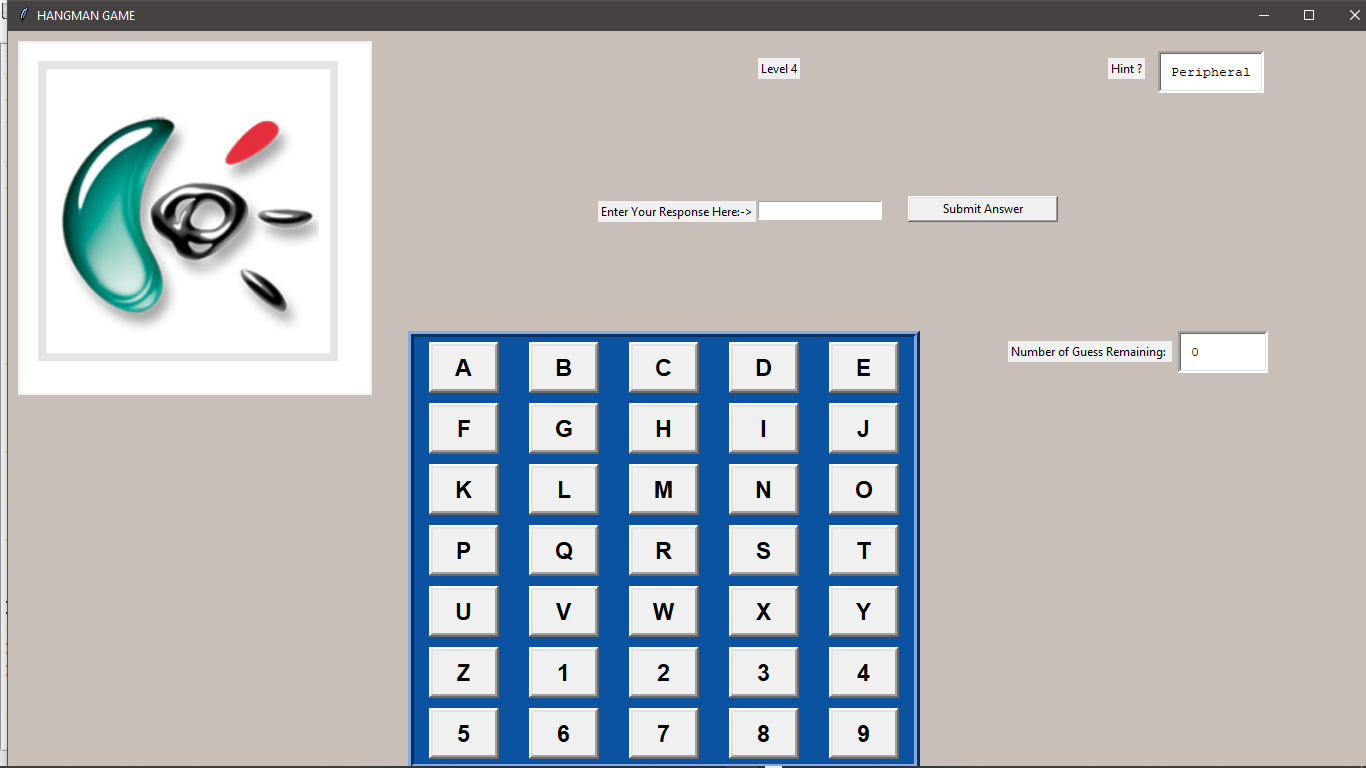 HANGMAN GAME
Level 4
Hint ?
Peripheral
Enter Your Response Here:->
Submit Answer
Number of Guess Remaining:
0
A B C D E
F G H I J
K L M N O
P Q R S T
U V W X Y
Z 1 2 3 4
5 6 7 8 9